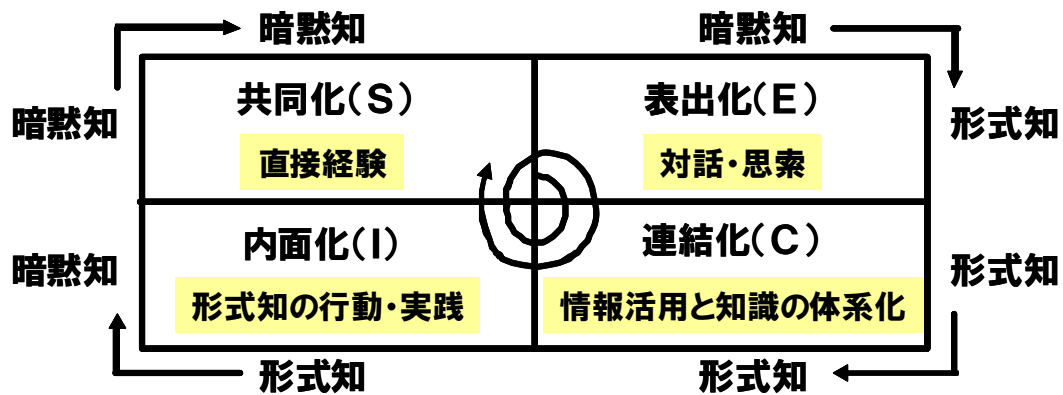 暗黙知
暗黙知
共同化(S)
表出化(E)
暗黙知
形式知
直接経験
対話・思索
内面化(I)
連結化(C)
暗黙知
形式知
形式知の行動・実践
情報活用と知識の体系化
形式知
形式知